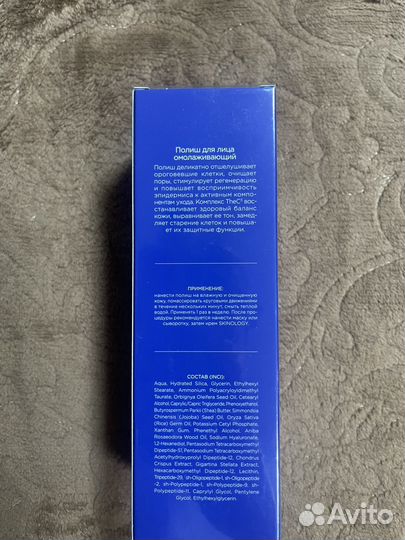 Полиш для лица
омолаживающий
Полиш деликатно отшелушивает
ороговевшие клетки, очищает
поры, стимулирует регенерацию
и повышает восприимчивость
эпидермиса к активным компо-
нентам ухода. Комплекс TheC³ вос-
станавливает здоровый баланс
кожи, выравнивает ее тон, замед-
ляет старение клеток и повыша-
ет их защитные функции.
ПРИМЕНЕНИЕ:
нанести полиш на влажную и очищенную
кожу, помассировать круговыми движениями
в течение нескольких минут, смыть теплой
водой. Применять 1 раз в неделю. После про-
цедуры рекомендуется нанести маску или
сыворотку, затем крем SKINOLOGY.
СОСТАВ (INCI):
Aqua, Hydrated Silica, Glycerin, Ethylhexyl
Stearate, Ammonium Polyacryloyldimethyl
Taurate, Orbignya Oleifera Seed Oil, Cetearyl
Alcohol, Caprylic/Capric Triglyceride, Phenoxyethanol,
Butyrospermum Parkii (Shea) Butter, Simmondsia
Chinensis (Jojoba) Seed Oil, Oryza Sativa
(Rice) Germ Oil, Potassium Cetyl Phosphate,
Xanthan Gum, Phenethyl Alcohol, Aniba
Rosaeodora Wood Oil, Sodium Hyaluronate,
1,2-Hexanediol, Pentasodium Tetracarboxymethyl
Dipeptide-51, Pentasodium Tetracarboxymethyl
Acetylhydroxyprolyl Dipeptide-12, Chondrus
Crispus Extract, Gigartina Stellata Extract,
Hexacarboxymethyl Dipeptide-12, Lecithin,
Tripeptide-29, sh-Oligopeptide-1, sh-Oligopeptide
-2, sh-Polypeptide-1, sh-Polypeptide-9, sh-
Polypeptide-11, Caprylyl Glycol, Pentylene
Glycol, Ethylhexylglycerin.
Avito